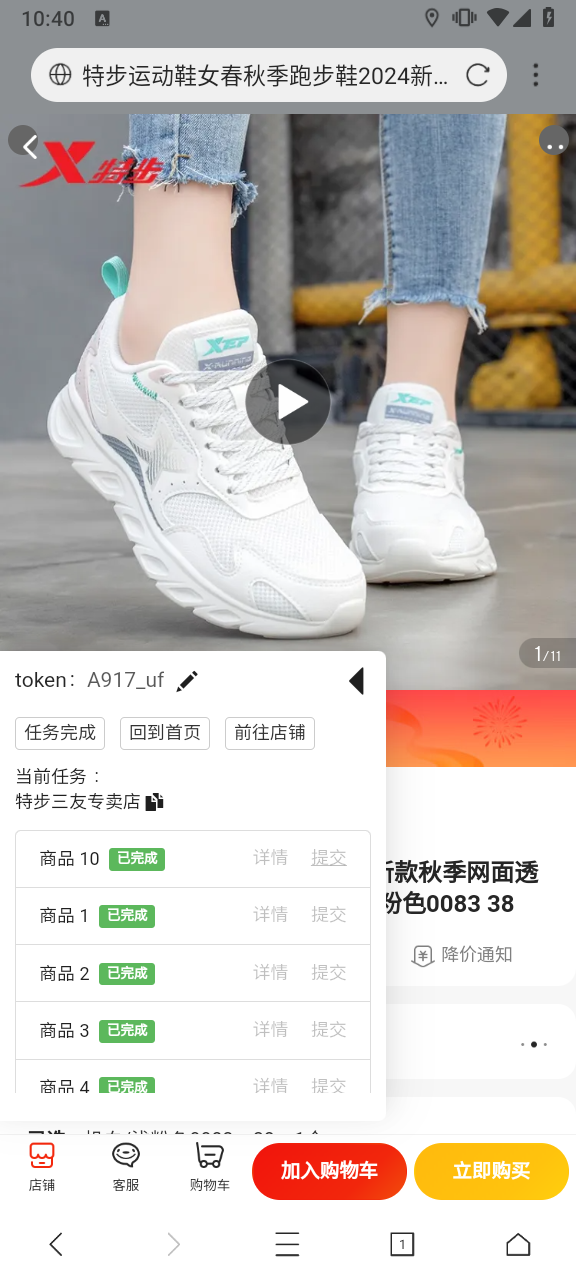 10:40
A
特步运动鞋女春秋季跑步鞋2024新…
X特步
XEP
X-RUNNING
XEP
1/11
token： A917_uf
任务完成 回到首页 前往店铺
当前任务：
特步三友专卖店
商品 10 已完成 详情 提交
新款秋季网面透
商品 1 已完成 详情 提交
粉色0083 38
商品 2 已完成 详情 提交
降价通知
商品 3 已完成 详情 提交
商品 4 已完成 详情 提交
店铺 客服 购物车 加入购物车 立即购买
1